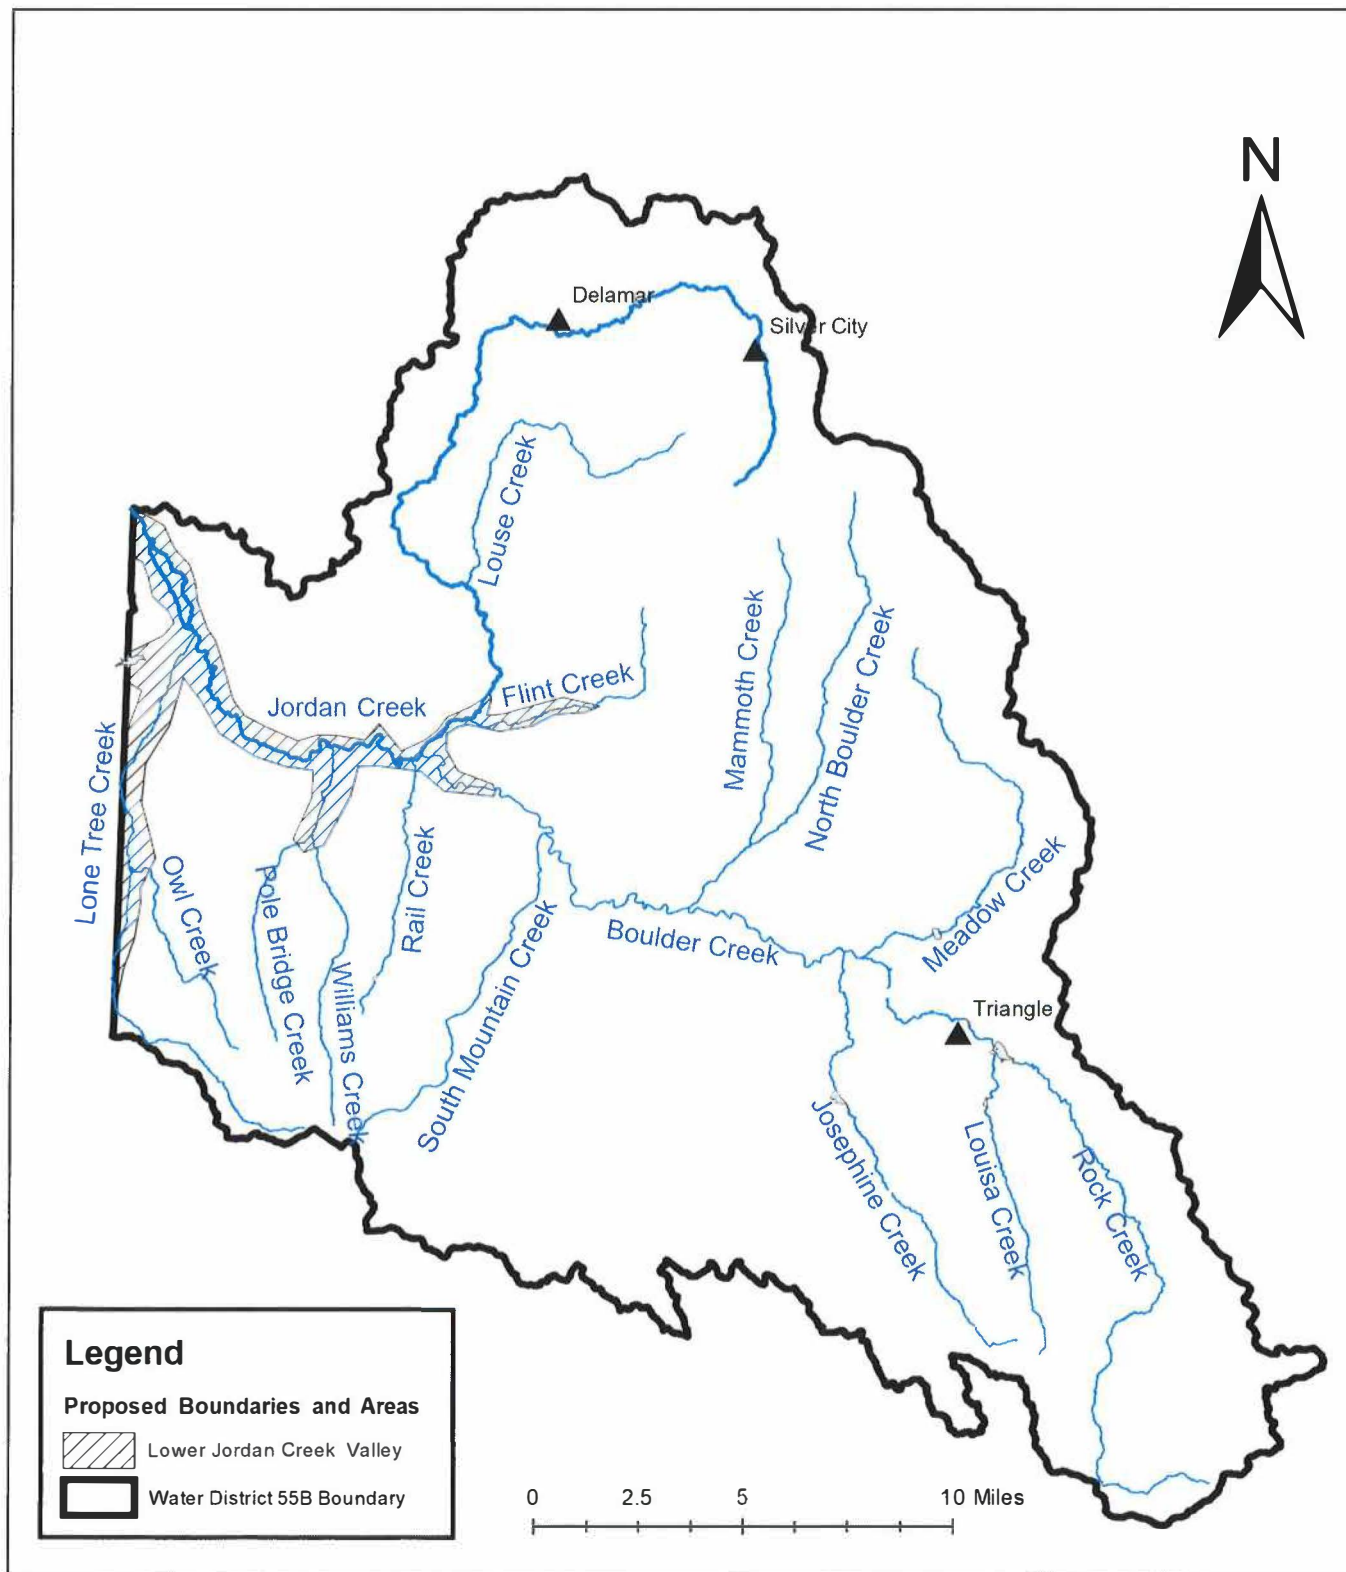 N
Delamar
Silver City
Louse Creek
Mammoth Creek
North Boulder Creek
Flint Creek
Jordan Creek
Lone Tree Creek
Owl Creek
Pole Bridge Creek
Williams Creek
Rail Creek
South Mountain Creek
Boulder Creek
Meadow Creek
Triangle
Josephine Creek
Louisa Creek
Rock Creek
Legend
Proposed Boundaries and Areas
Lower Jordan Creek Valley
Water District 55B Boundary
0 2.5 5 10 Miles